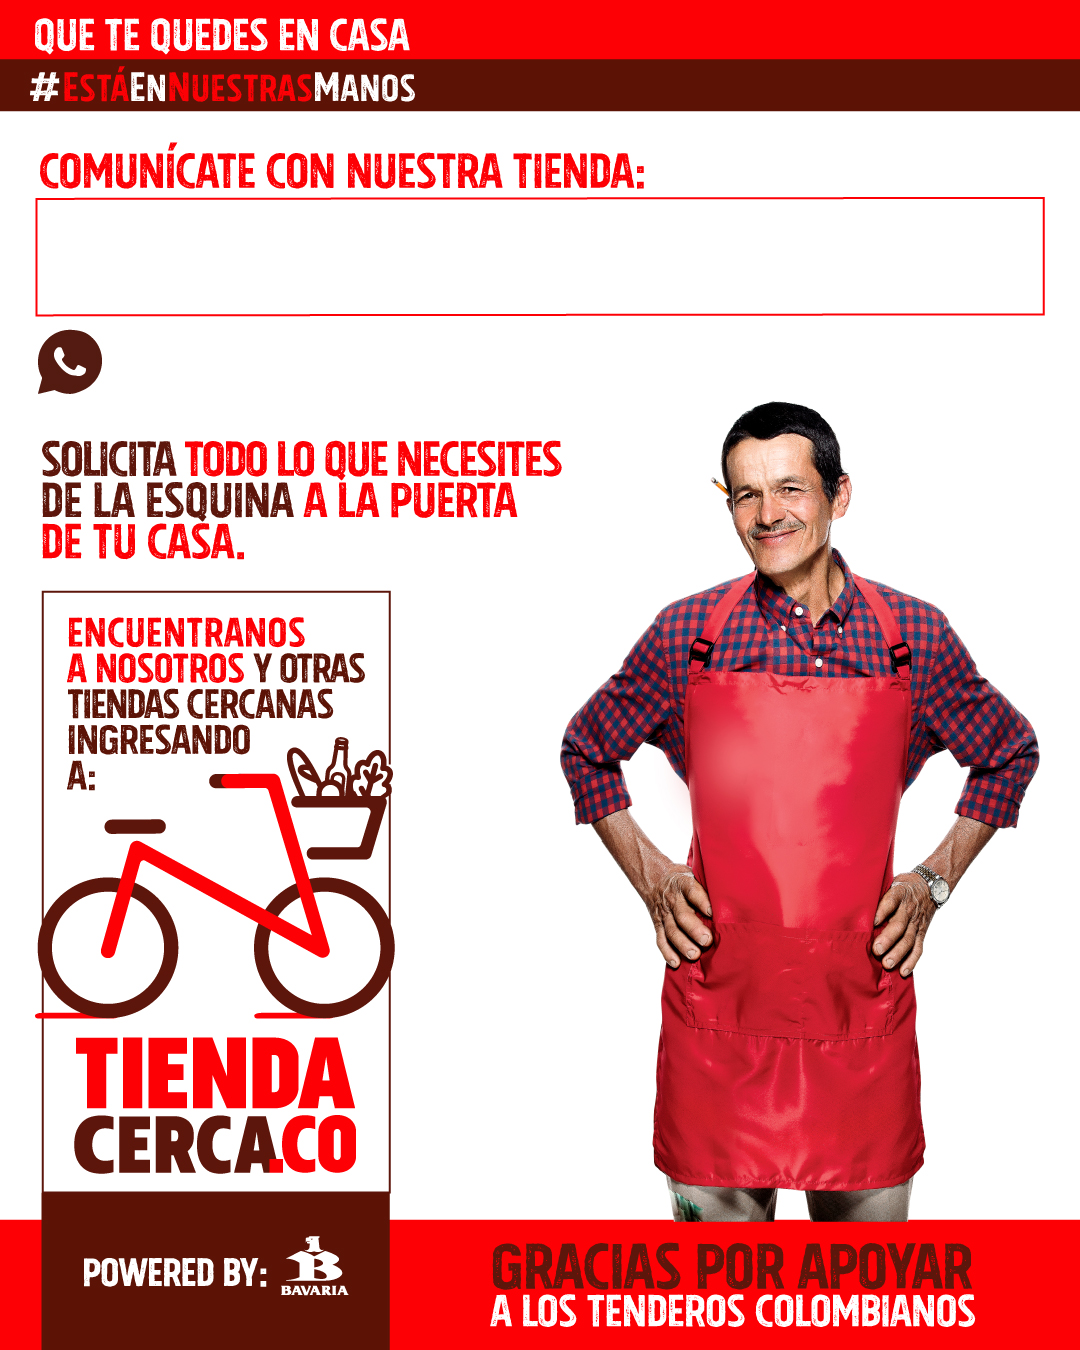 QUE TE QUEDES EN CASA
#ESTÁENNUESTRASMANOS
COMUNÍCATE CON NUESTRA TIENDA:
SOLICITA TODO LO QUE NECESITES
DE LA ESQUINA A LA PUERTA
DE TU CASA.
ENCUENTRANOS
A NOSOTROS Y OTRAS
TIENDAS CERCANAS
INGRESANDO
A:
TIENDA
CERCA.CO
POWERED BY:
BAVARIA
GRACIAS POR APOYAR
A LOS TENDEROS COLOMBIANOS